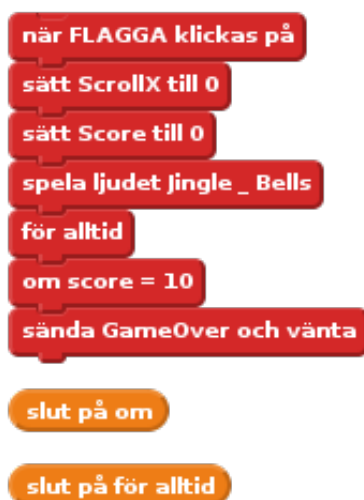 när FLAGGA klickas på
sätt ScrollX till 0
sätt Score till 0
spela ljudet Jingle _ Bells
för alltid
om score = 10
sända GameOver och vänta
slut på om
slut på för alltid